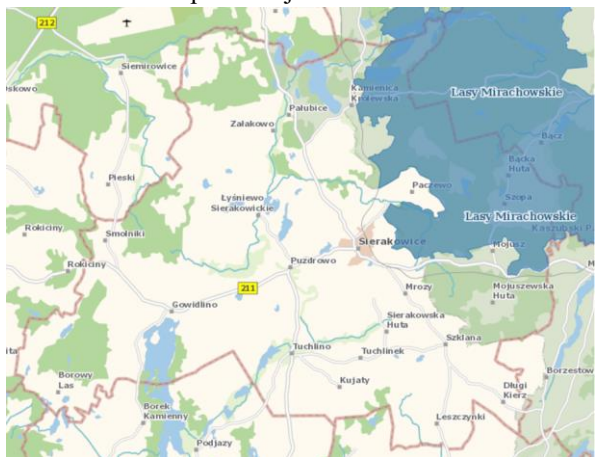 212
Siemirowice
Kamienica
Królewska
Lasy Mirachowskie
Pałubice
Załakowo
Bącz
Bącka
Huta
Pieski
Paczewo
Łyśniewo
Sierakowickie
Szopa
Lasy Mirachowskie
Rokiciny
Smolniki
Sierakowice
Mojusz
Rokiciny
Puzdrowo
211
Mrozy
Mojuszewska
Huta
Gowidlino
Sierakowska
Huta
Szklana
Tuchlino
Tuchlinek
Borowy
Las
Kujaty
Borzestow
Długi
Kierz
Borek
Kamienny
Leszczynki
Podjazy